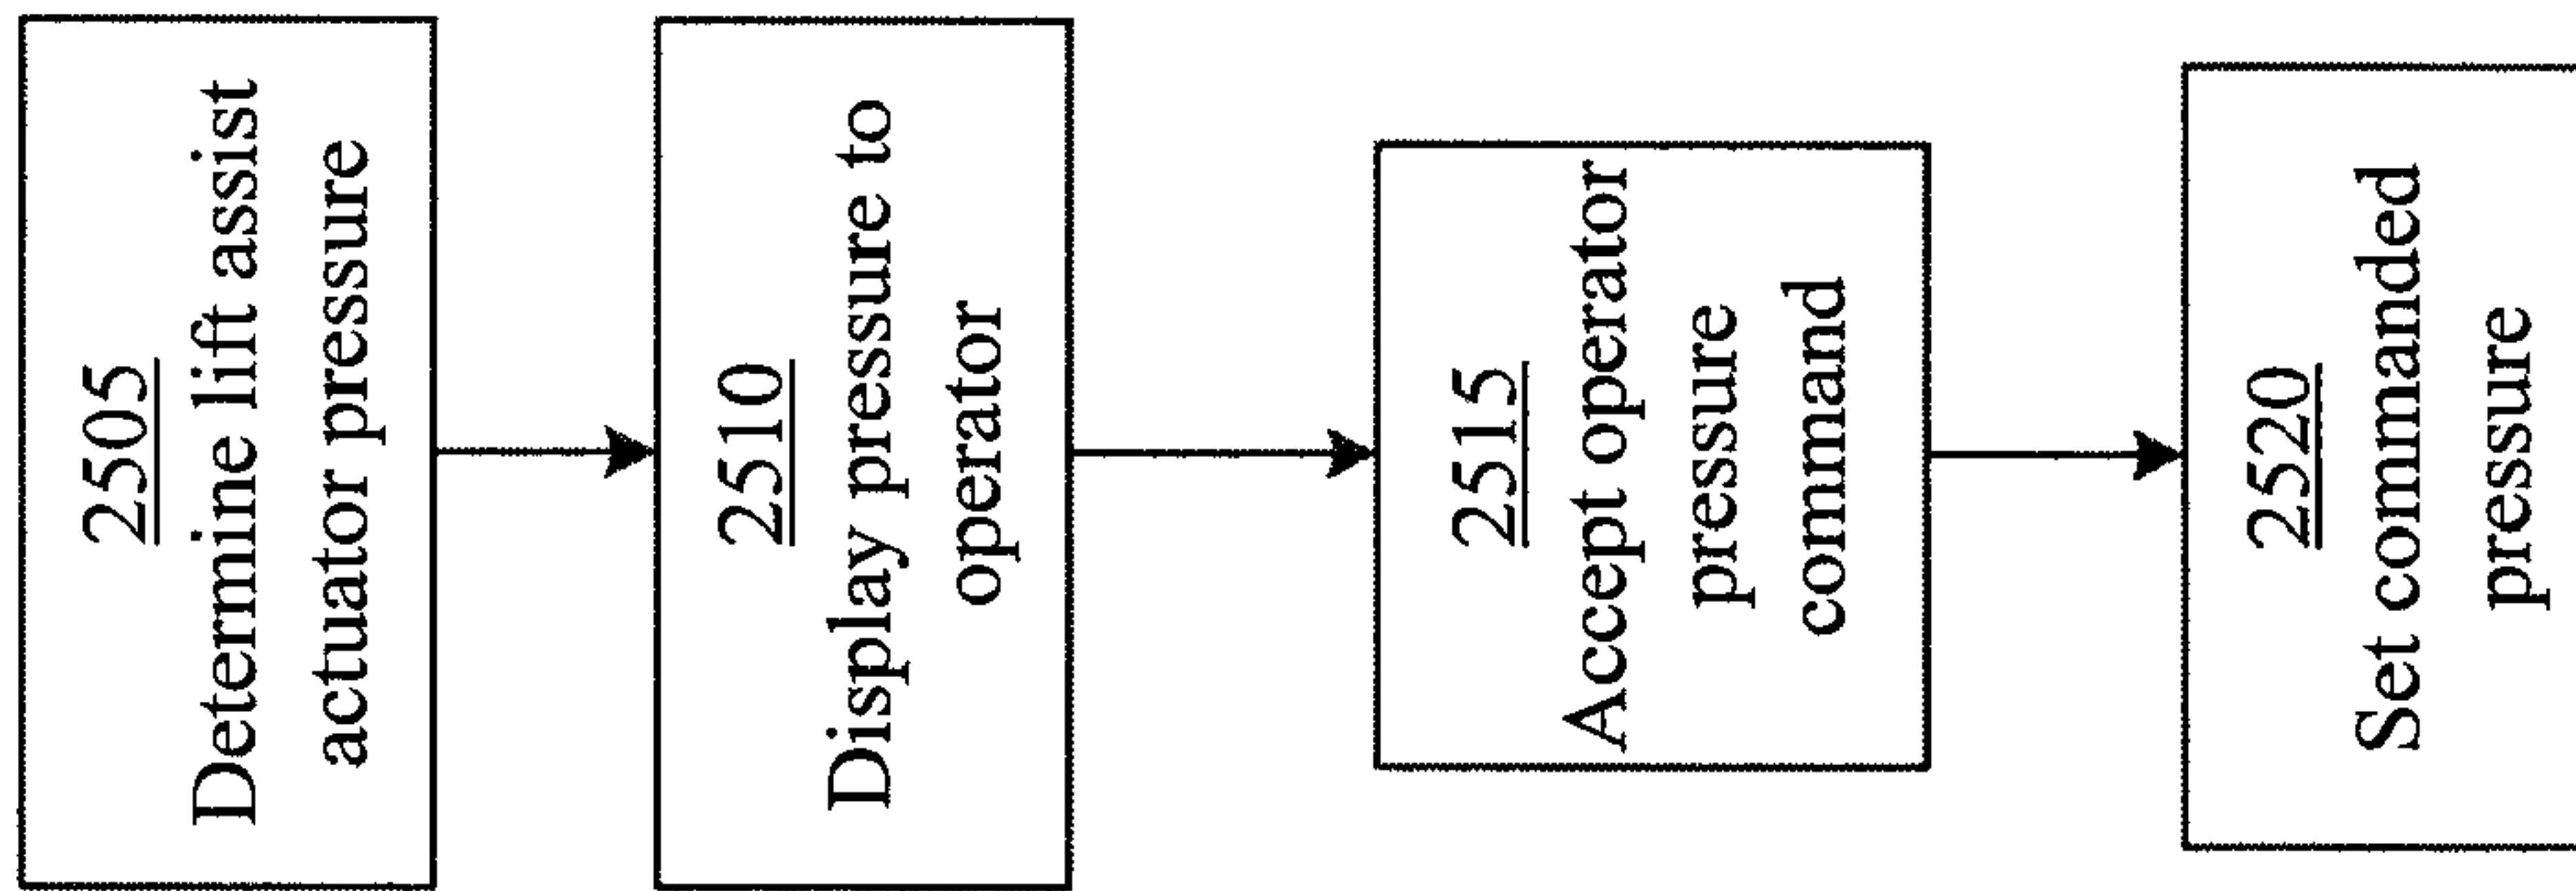 2505
Determine lift assist
actuator pressure
2510
Display pressure to
operator
2515
Accept operator
pressure
command
2520
Set commanded
pressure